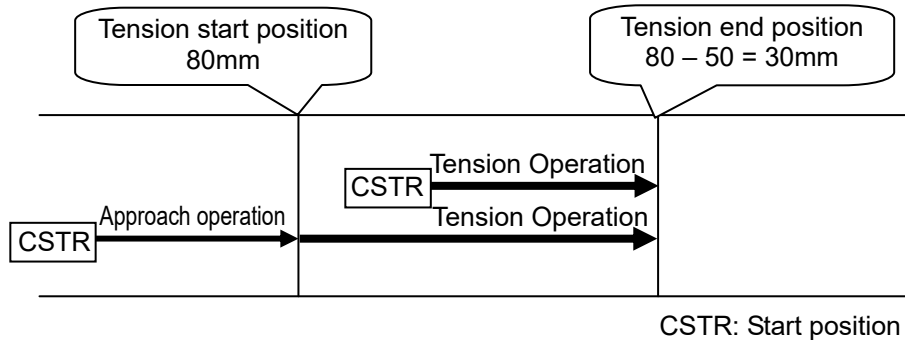 Tension start position
80mm
Tension end position
80 – 50 = 30mm
Tension Operation
CSTR
Approach operation
Tension Operation
CSTR
CSTR: Start position